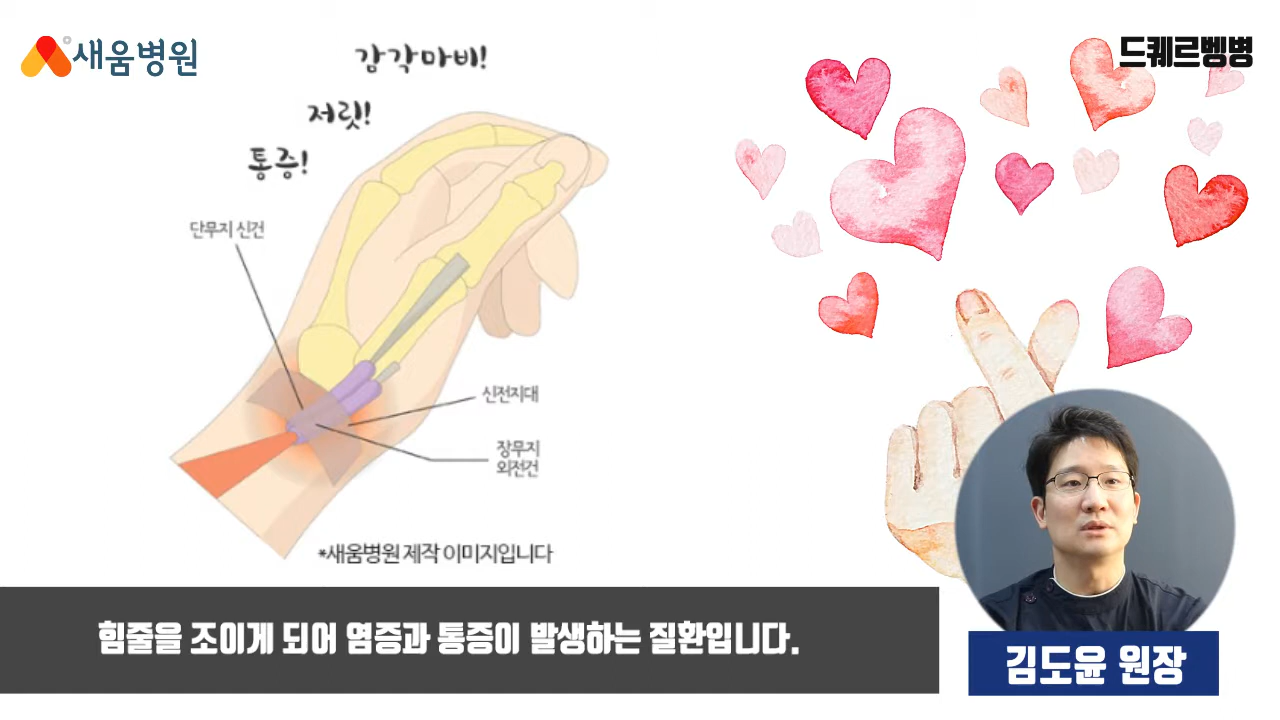 새움병원
드퀘르벵병
감각마비!
저릿!
통증!
단무지 신건
신전지대
장무지
외전건
*새움병원 제작 이미지입니다
힘줄을 조이게 되어 염증과 통증이 발생하는 질환입니다.
김도윤 원장